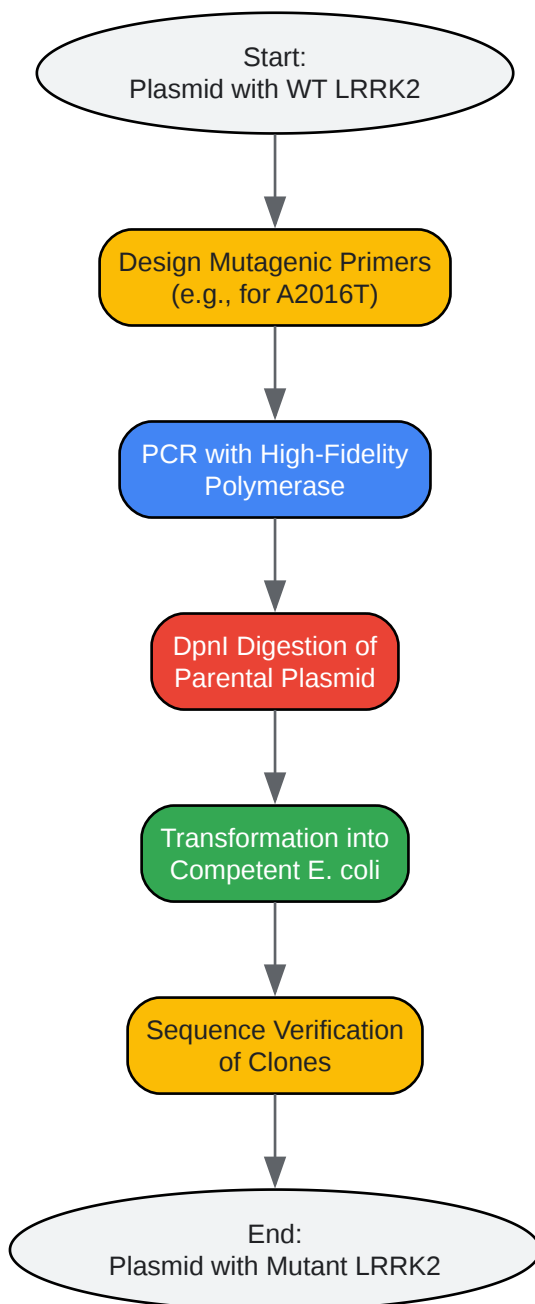 Start:
Plasmid with WT LRRK2
Design Mutagenic Primers
(e.g., for A2016T)
PCR with High-Fidelity
Polymerase
DpnI Digestion of
Parental Plasmid
Transformation into
Competent E. coli
Sequence Verification
of Clones
End:
Plasmid with Mutant LRRK2